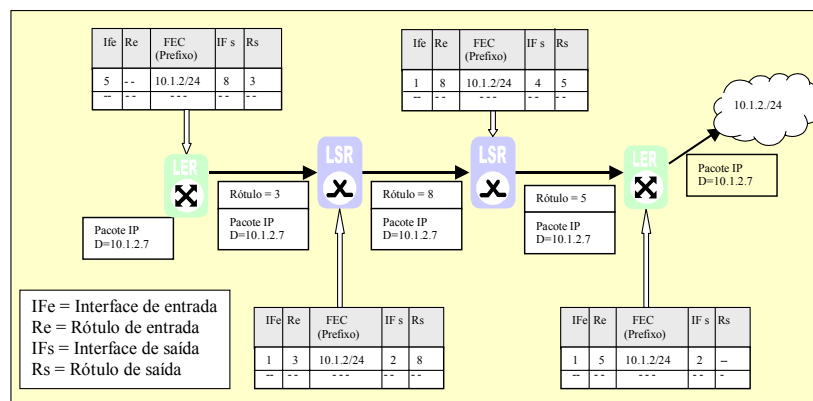 Ife Re FEC (Prefixo) IF s Rs
5 - - 10.1.2/24 8 3
-- - - - - - - - - -
Ife Re FEC (Prefixo) IF s Rs
1 8 10.1.2/24 4 5
-- - - - - - - - - -
10.1.2./24
LER
LSR
LSR
LER
Rótulo = 3
Pacote IP
D=10.1.2.7
Rótulo = 8
Pacote IP
D=10.1.2.7
Rótulo = 5
Pacote IP
D=10.1.2.7
Pacote IP
D=10.1.2.7
Pacote IP
D=10.1.2.7
IFe = Interface de entrada
Re = Rótulo de entrada
IFs = Interface de saída
Rs = Rótulo de saída
IFe Re FEC (Prefixo) IF s Rs
1 3 10.1.2/24 2 8
-- - - - - - - - - -
IFe Re FEC (Prefixo) IF s Rs
1 5 10.1.2/24 2 --
-- - - - - - - - -